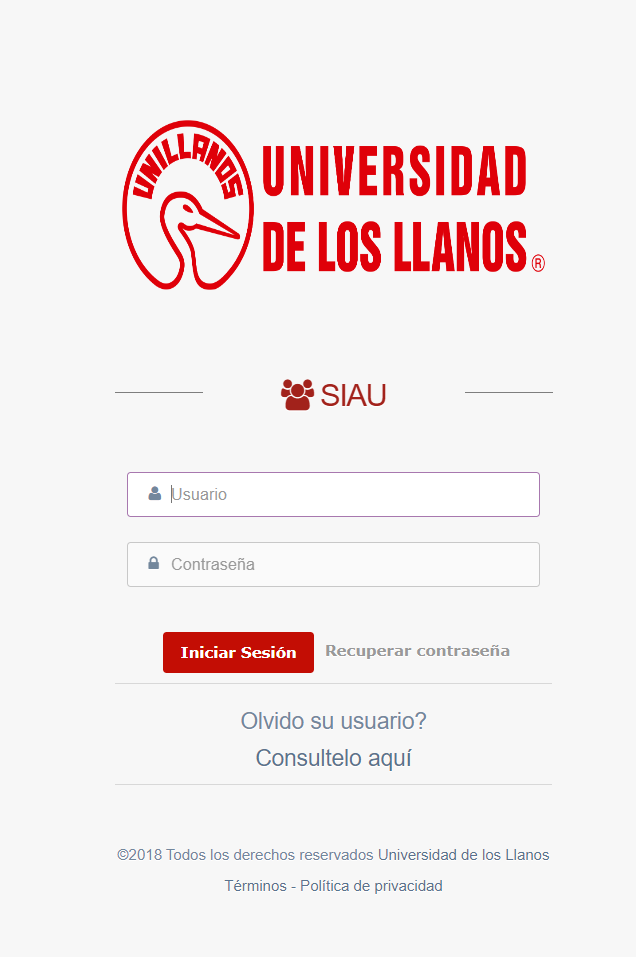 UNILLANOS
UNIVERSIDAD
DE LOS LLANOS ®
SIAU
Usuario
Contraseña
Iniciar Sesión Recuperar contraseña
Olvido su usuario?
Consultelo aquí
©2018 Todos los derechos reservados Universidad de los Llanos
Términos - Política de privacidad